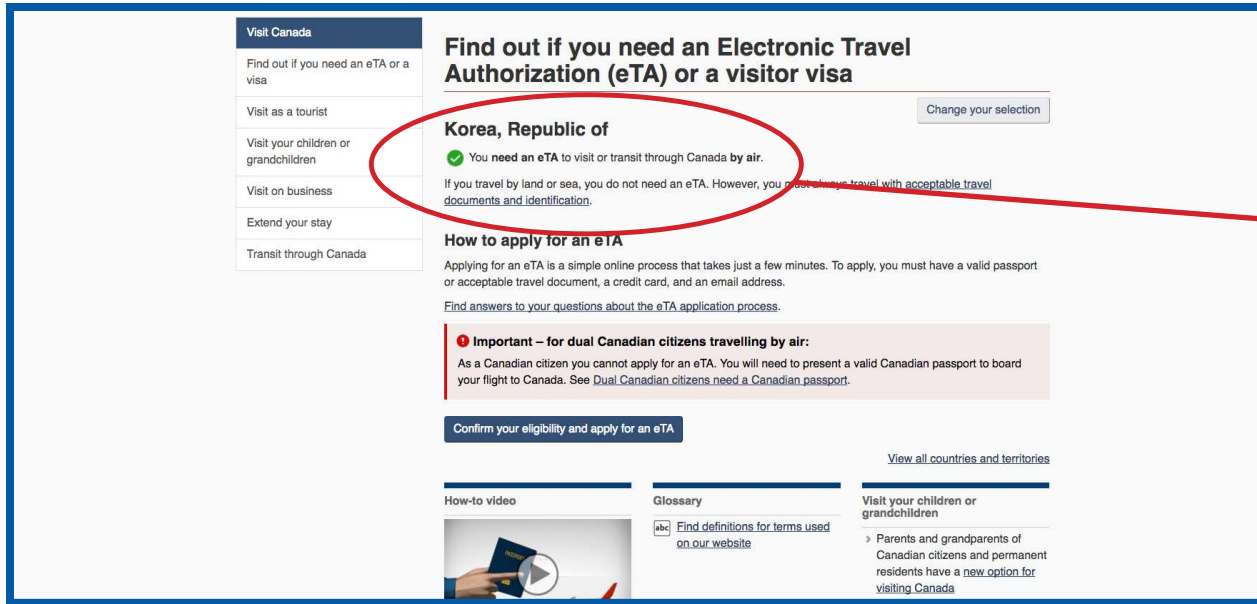 Visit Canada
Find out if you need an eTA or a
visa
Visit as a tourist
Visit your children or
grandchildren
Visit on business
Extend your stay
Transit through Canada
Find out if you need an Electronic Travel
Authorization (eTA) or a visitor visa
Change your selection
Korea, Republic of
You need an eTA to visit or transit through Canada by air.
If you travel by land or sea, you do not need an eTA. However, you must always travel with acceptable travel
documents and identification.
How to apply for an eTA
Applying for an eTA is a simple online process that takes just a few minutes. To apply, you must have a valid passport
or acceptable travel document, a credit card, and an email address.
Find answers to your questions about the eTA application process.
Important – for dual Canadian citizens travelling by air:
As a Canadian citizen you cannot apply for an eTA. You will need to present a valid Canadian passport to board
your flight to Canada. See Dual Canadian citizens need a Canadian passport.
Confirm your eligibility and apply for an eTA
View all countries and territories
How-to video
PASSPORT
Glossary
abc Find definitions for terms used
on our website
Visit your children or
grandchildren
› Parents and grandparents of
Canadian citizens and permanent
residents have a new option for
visiting Canada